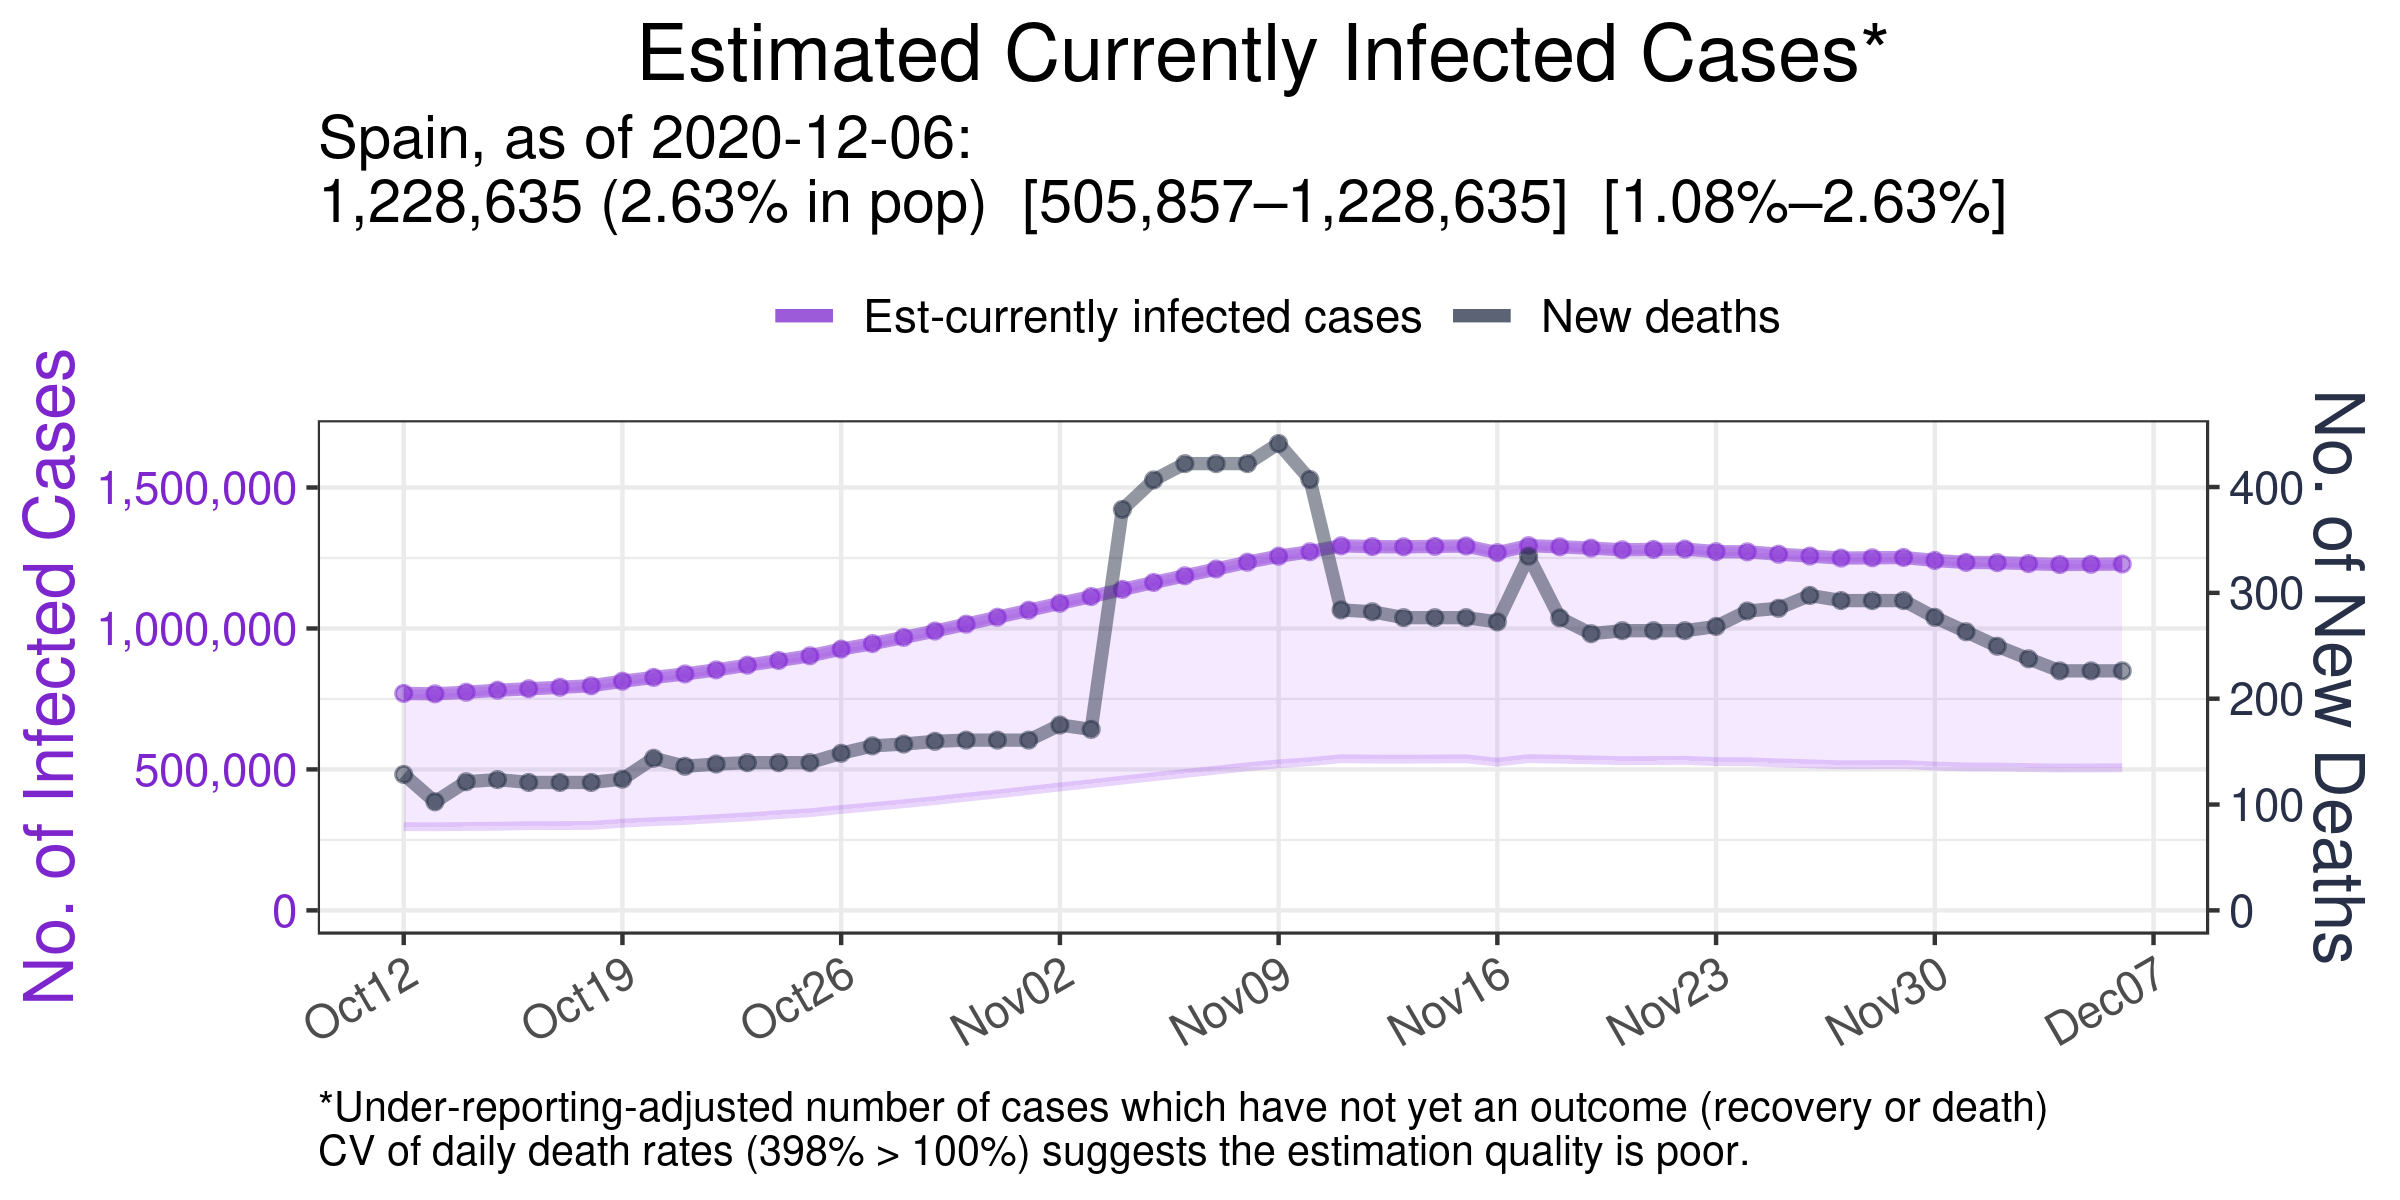 Estimated Currently Infected Cases*
Spain, as of 2020-12-06:
1,228,635 (2.63% in pop)  [505,857–1,228,635]  [1.08%–2.63%]
Est-currently infected cases
New deaths
No. of Infected Cases
1,500,000
1,000,000
500,000
0
400
300
200
100
0
No. of New Deaths
Oct12
Oct19
Oct26
Nov02
Nov09
Nov16
Nov23
Nov30
Dec07
*Under-reporting-adjusted number of cases which have not yet an outcome (recovery or death)
CV of daily death rates (398% > 100%) suggests the estimation quality is poor.